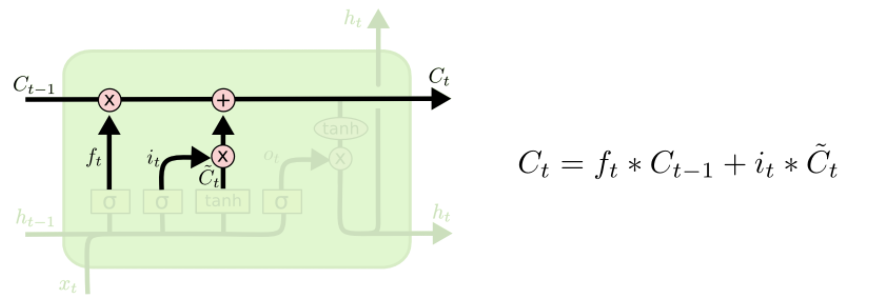 h_t
C_{t-1} x + C_t
tanh
f_t i_t x o_t x
C̃_t
σ σ tanh σ
h_{t-1} h_t
x_t
C_t = f_t * C_{t-1} + i_t * C̃_t